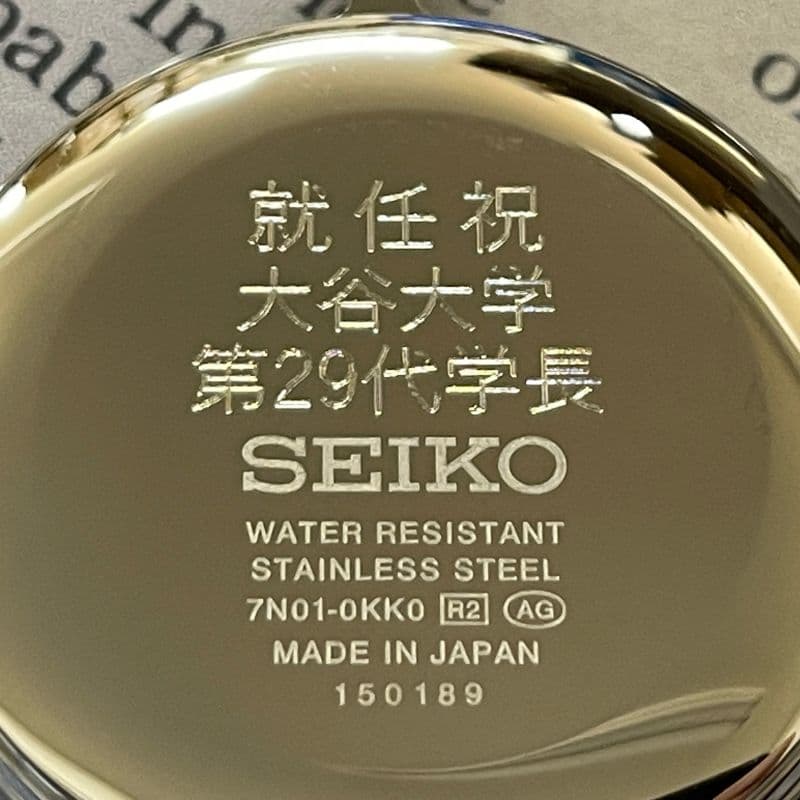 就任祝
大谷大学
第29代学長
SEIKO
WATER RESISTANT
STAINLESS STEEL
7N01-0KK0 R2 AG
MADE IN JAPAN
150189